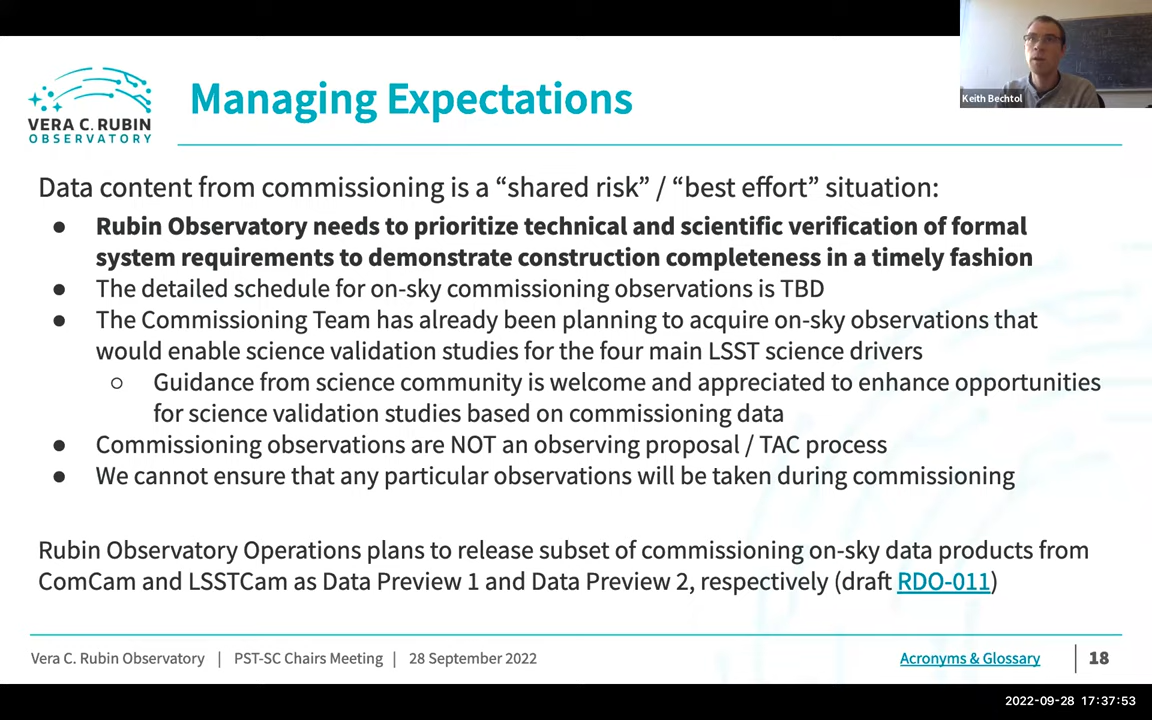 Keith Bechtol
VERA C. RUBIN
OBSERVATORY
Managing Expectations
Data content from commissioning is a “shared risk” / “best effort” situation:
● Rubin Observatory needs to prioritize technical and scientific verification of formal
system requirements to demonstrate construction completeness in a timely fashion
● The detailed schedule for on-sky commissioning observations is TBD
● The Commissioning Team has already been planning to acquire on-sky observations that
would enable science validation studies for the four main LSST science drivers
○ Guidance from science community is welcome and appreciated to enhance opportunities
for science validation studies based on commissioning data
● Commissioning observations are NOT an observing proposal / TAC process
● We cannot ensure that any particular observations will be taken during commissioning
Rubin Observatory Operations plans to release subset of commissioning on-sky data products from
ComCam and LSSTCam as Data Preview 1 and Data Preview 2, respectively (draft RDO-011)
Vera C. Rubin Observatory | PST-SC Chairs Meeting | 28 September 2022
Acronyms & Glossary | 18
2022-09-28 17:37:53